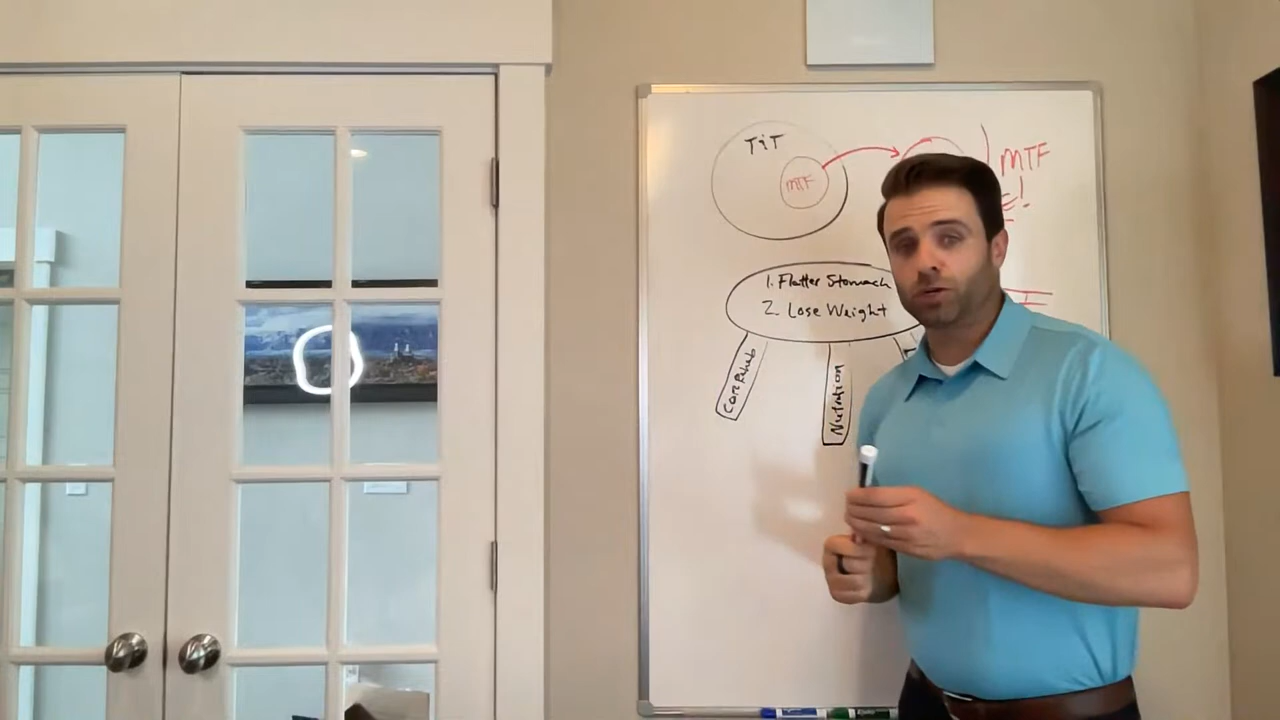 TiT
MTF
MTF
!
1. Flatter Stomach
2. Lose Weight
Core Rehab
Nutrition